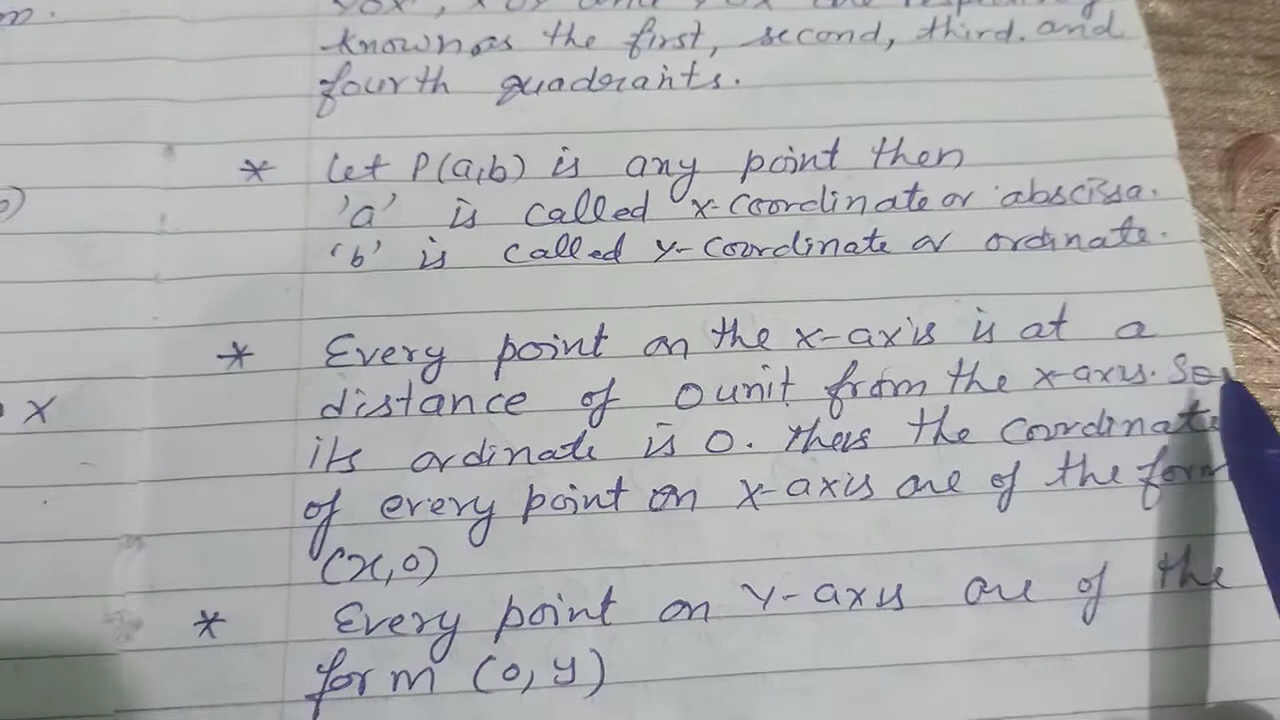 n.
known as the first, second, third. and
fourth quadrants.
* Let P(a,b) is any point then
'a' is called x-coordinate or abscissa.
'b' is called y-coordinate or ordinate.
* Every point on the x-axis is at a
distance of 0 unit from the x-axis. So
X
its ordinate is 0. Thus the coordinate
of every point on x-axis are of the form
(x,0)
* Every point on y-axis are of the
form (0, y)